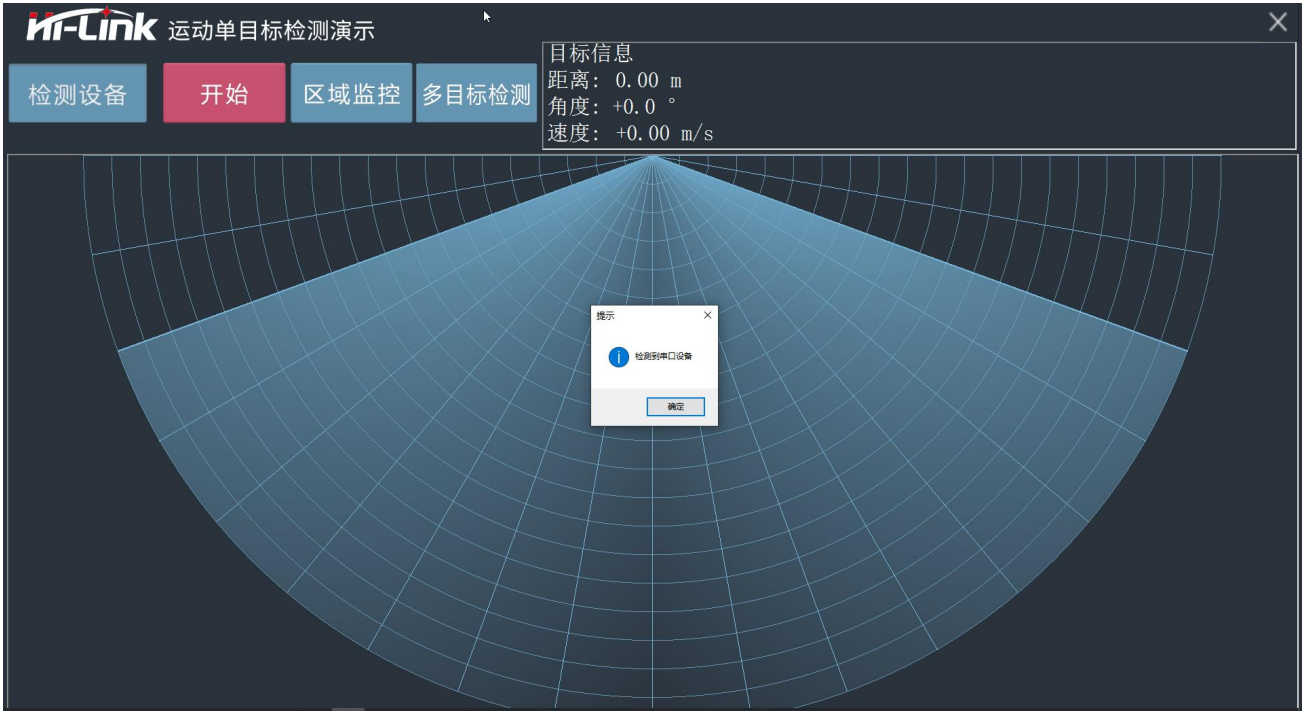 Hi-Link 运动单目标检测演示
检测设备
开始
区域监控
多目标检测
目标信息
距离: 0.00 m
角度: +0.0 °
速度: +0.00 m/s
提示
检测到串口设备
确定